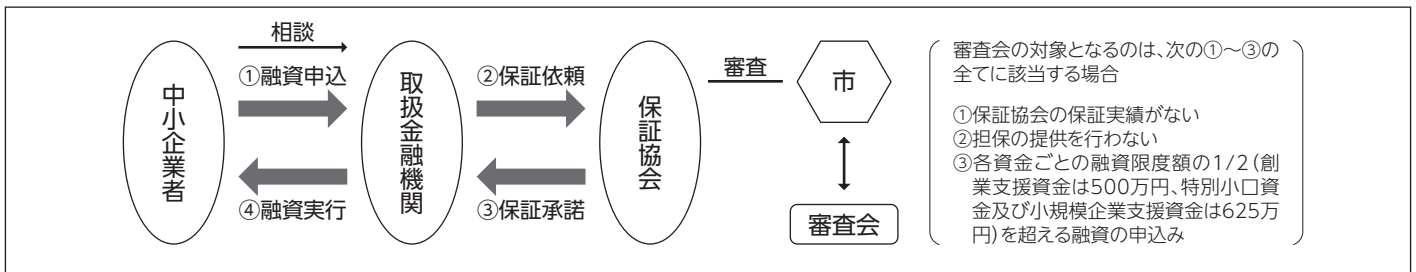 相談
①融資申込
中小企業者
④融資実行
取扱金融機関
②保証依頼
③保証承諾
保証協会
審査
市
審査会
審査会の対象となるのは、次の①〜③の
全てに該当する場合
①保証協会の保証実績がない
②担保の提供を行わない
③各資金ごとの融資限度額の1/2(創
業支援資金は500万円、特別小口資
金及び小規模企業支援資金は625万
円)を超える融資の申込み